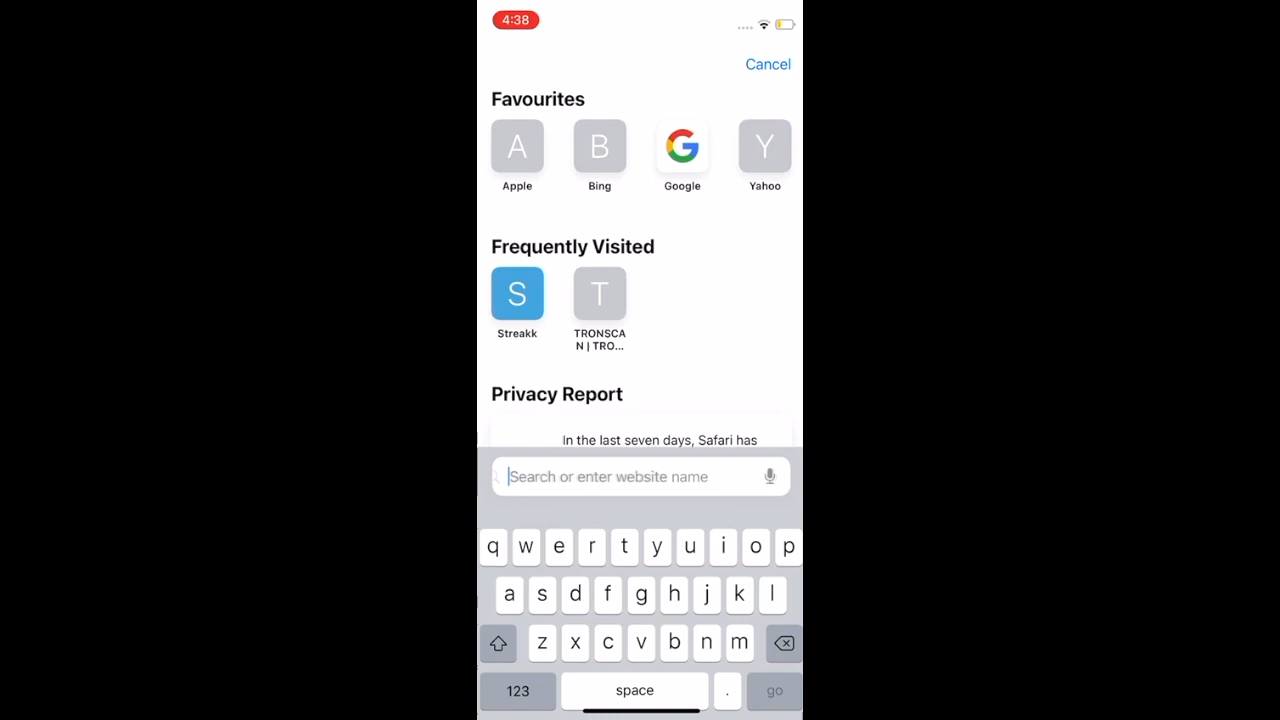 4:38
Cancel
Favourites
A B Y
Apple Bing Google Yahoo
Frequently Visited
S T
Streakk TRONSCA
N | TRO...
Privacy Report
In the last seven days, Safari has
Search or enter website name
q w e r t y u i o p
a s d f g h j k l
z x c v b n m
123 space . go